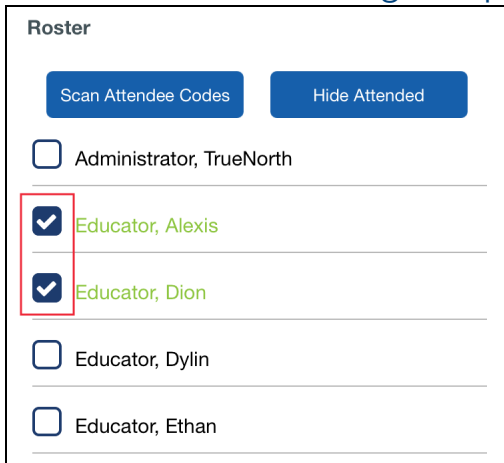 Roster
Scan Attendee Codes Hide Attended
Administrator, TrueNorth
Educator, Alexis
Educator, Dion
Educator, Dylin
Educator, Ethan